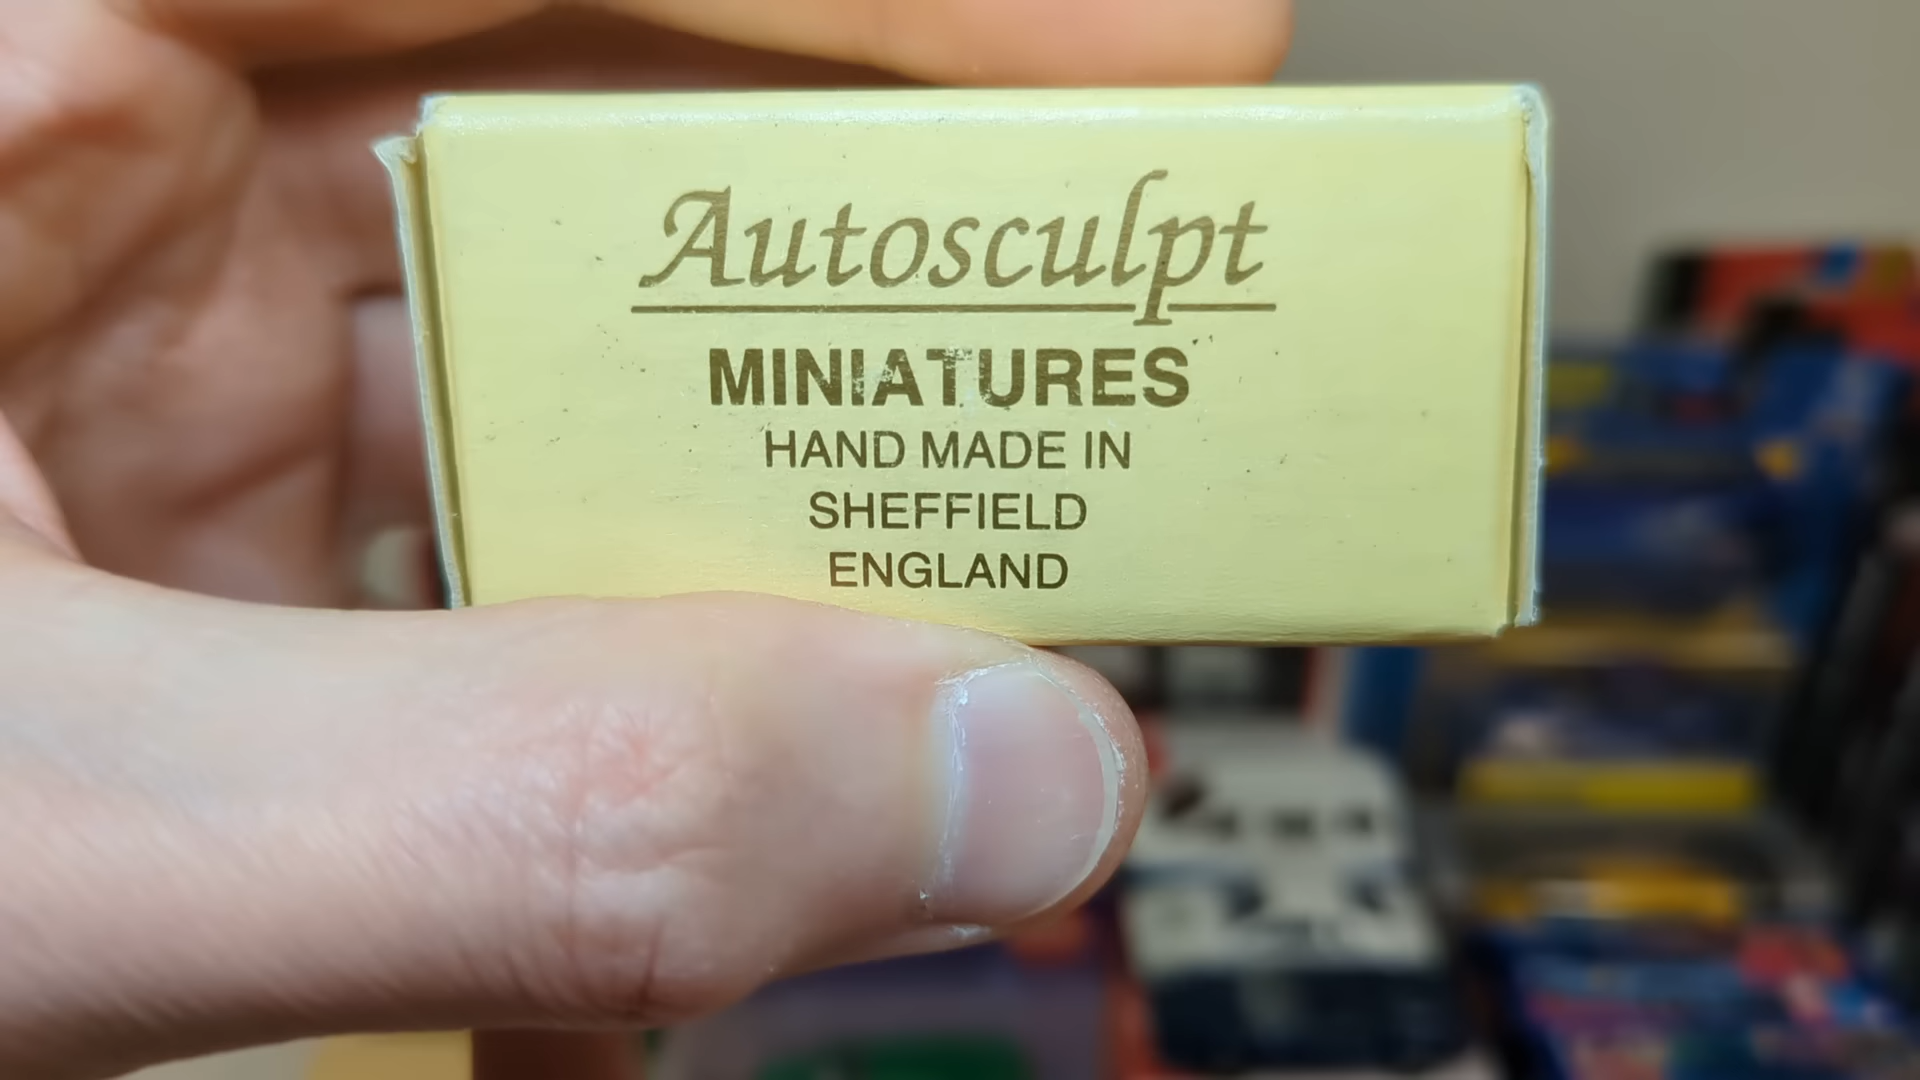 Autosculpt
MINIATURES
HAND MADE IN
SHEFFIELD
ENGLAND